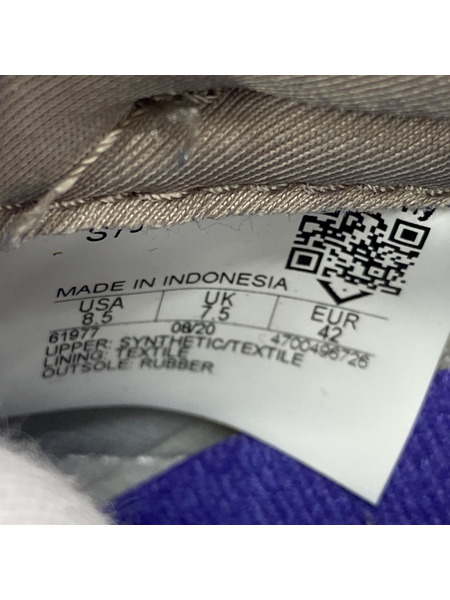 MADE IN INDONESIA
USA UK EUR
8.5 7.5 42
61977 08/20 4700496726
UPPER: SYNTHETIC/TEXTILE
LINING: TEXTILE
OUTSOLE: RUBBER